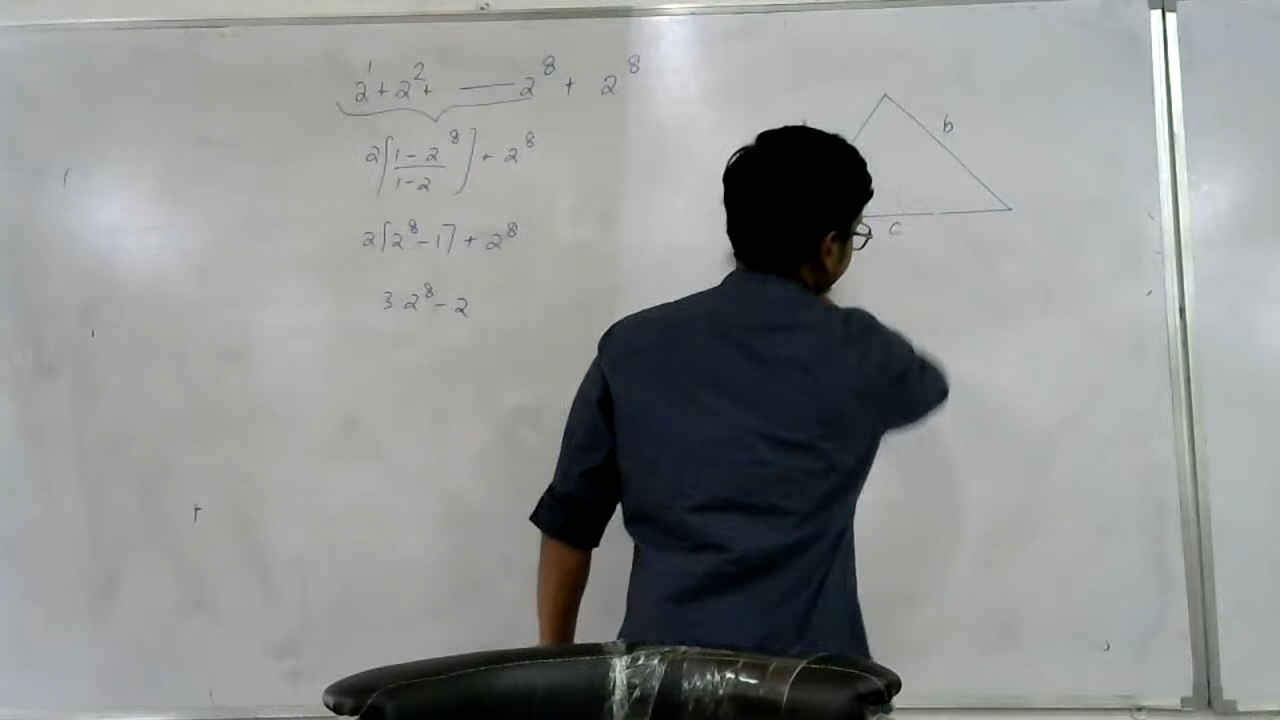 2^1 + 2^2 + —— 2^8 + 2^8
2[(1-2^8)/(1-2)] + 2^8
2[2^8-1] + 2^8
3.2^8-2
b
c